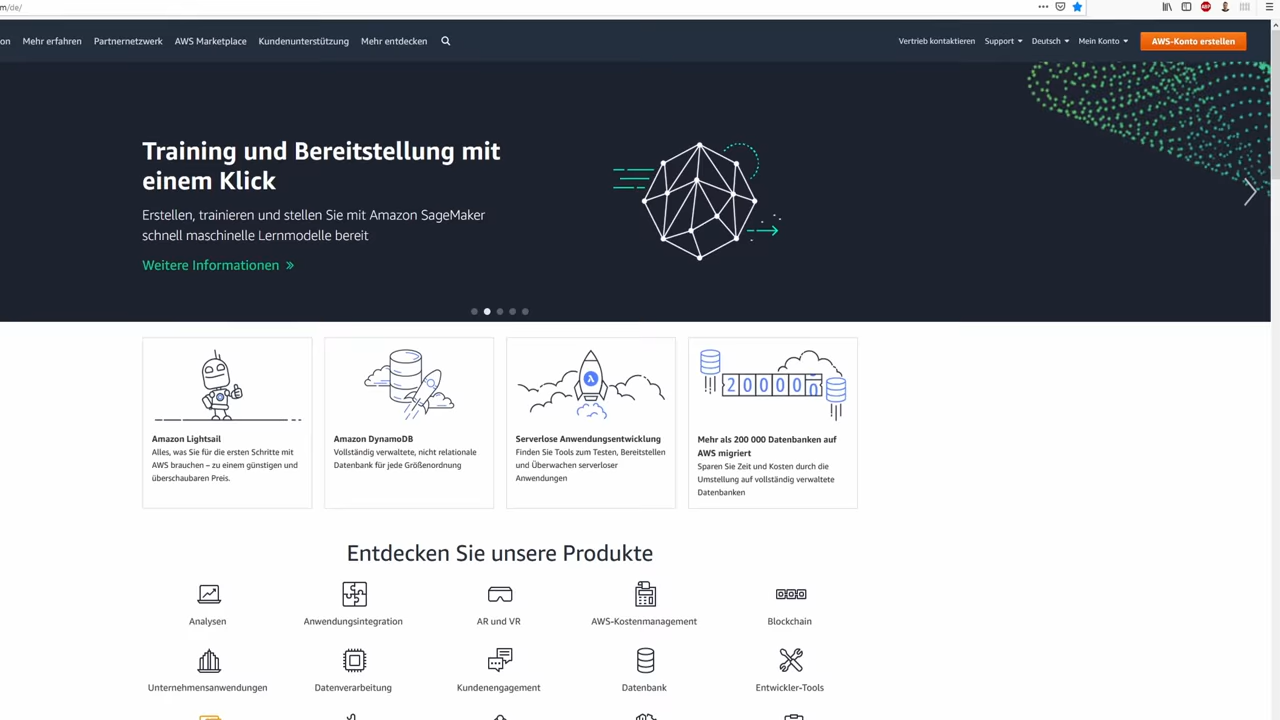 m/de/
on Mehr erfahren Partnernetzwerk AWS Marketplace Kundenunterstützung Mehr entdecken Vertrieb kontaktieren Support Deutsch Mein Konto AWS-Konto erstellen
Training und Bereitstellung mit
einem Klick
Erstellen, trainieren und stellen Sie mit Amazon SageMaker
schnell maschinelle Lernmodelle bereit
Weitere Informationen »
λ
200000
Amazon Lightsail
Alles, was Sie für die ersten Schritte mit
AWS brauchen – zu einem günstigen und
überschaubaren Preis.
Amazon DynamoDB
Vollständig verwaltete, nicht relationale
Datenbank für jede Größenordnung
Serverlose Anwendungsentwicklung
Finden Sie Tools zum Testen, Bereitstellen
und Überwachen serverloser
Anwendungen
Mehr als 200 000 Datenbanken auf
AWS migriert
Sparen Sie Zeit und Kosten durch die
Umstellung auf vollständig verwaltete
Datenbanken
Entdecken Sie unsere Produkte
Analysen Anwendungsintegration AR und VR AWS-Kostenmanagement Blockchain
Unternehmensanwendungen Datenverarbeitung Kundenengagement Datenbank Entwickler-Tools